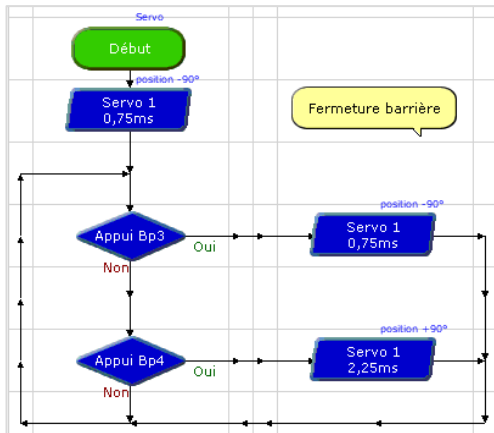 Servo
Début
position -90°
Servo 1
0,75ms
Fermeture barrière
position -90°
Appui Bp3
Oui
Servo 1
0,75ms
Non
position +90°
Appui Bp4
Oui
Servo 1
2,25ms
Non